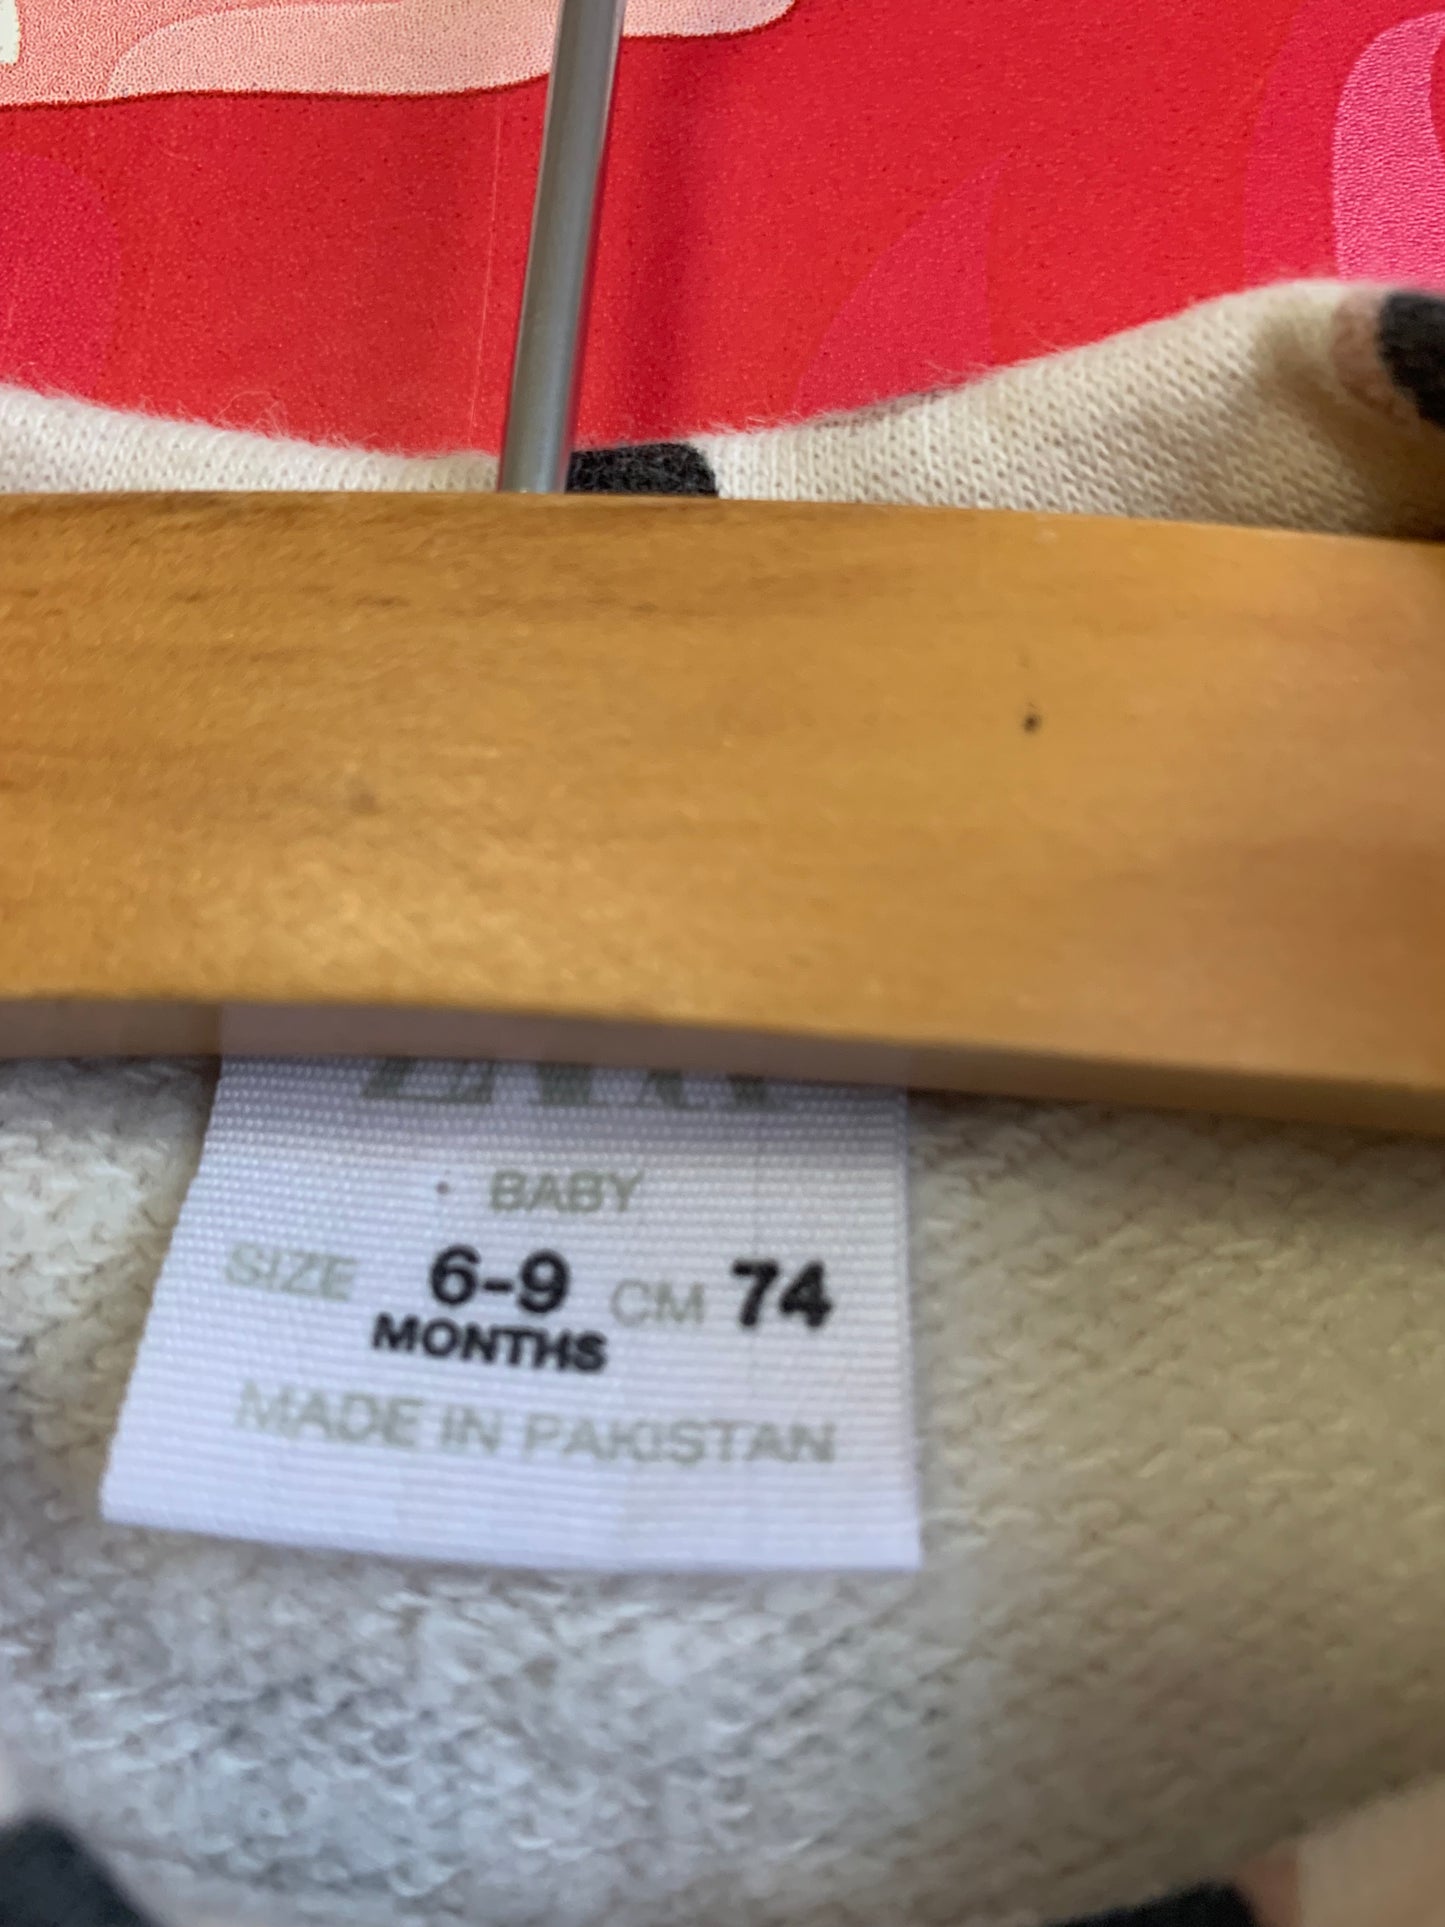 BABY
SIZE 6-9 MONTHS CM 74
MADE IN PAKISTAN